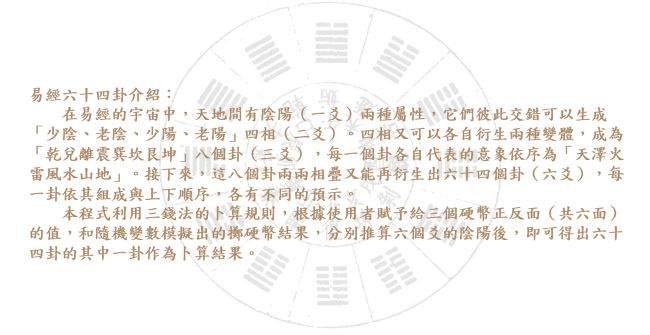 易經六十四卦介紹：
在易經的宇宙中，天地間有陰陽（一爻）兩種屬性，它們彼此交錯可以生成
「少陰、老陰、少陽、老陽」四相（二爻）。四相又可以各自衍生兩種變體，成為
「乾兌離震巽坎艮坤」八個卦（三爻），每一個卦各自代表的意象依序為「天澤火
雷風水山地」。接下來，這八個卦兩兩相疊又能再衍生出六十四個卦（六爻），每
一卦依其組成與上下順序，各有不同的預示。
本程式利用三錢法的卜算規則，根據使用者賦予給三個硬幣正反面（共六面）
的值，和隨機變數模擬出的擲硬幣結果，分別推算六個爻的陰陽後，即可得出六十
四卦的其中一卦作為卜算結果。